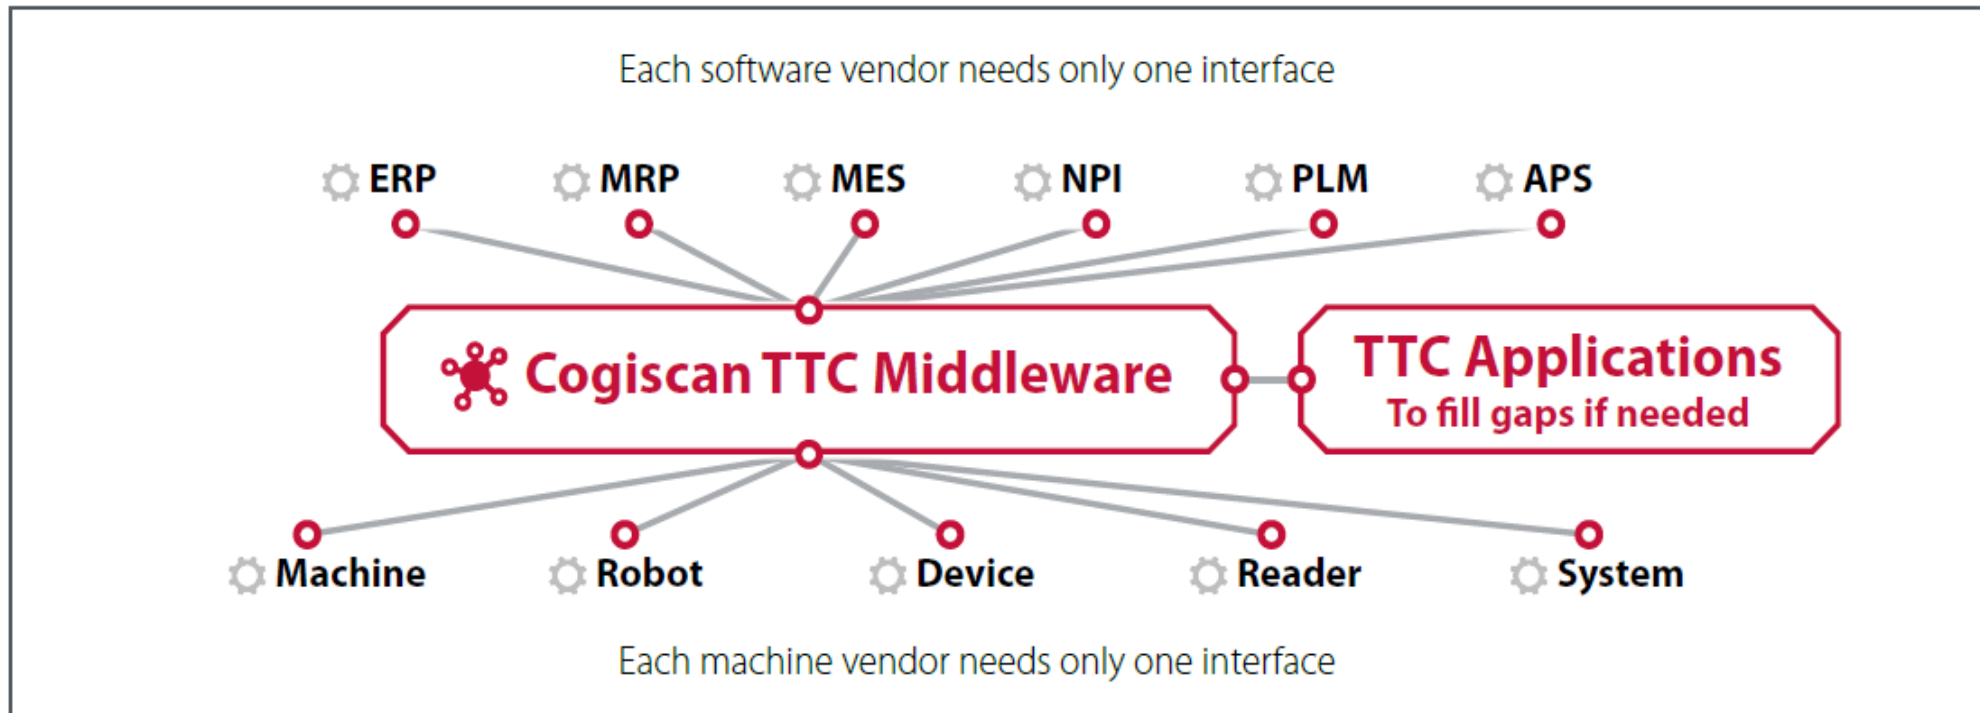 Each software vendor needs only one interface
ERP MRP MES NPI PLM APS
Cogiscan TTC Middleware
TTC Applications
To fill gaps if needed
Machine Robot Device Reader System
Each machine vendor needs only one interface